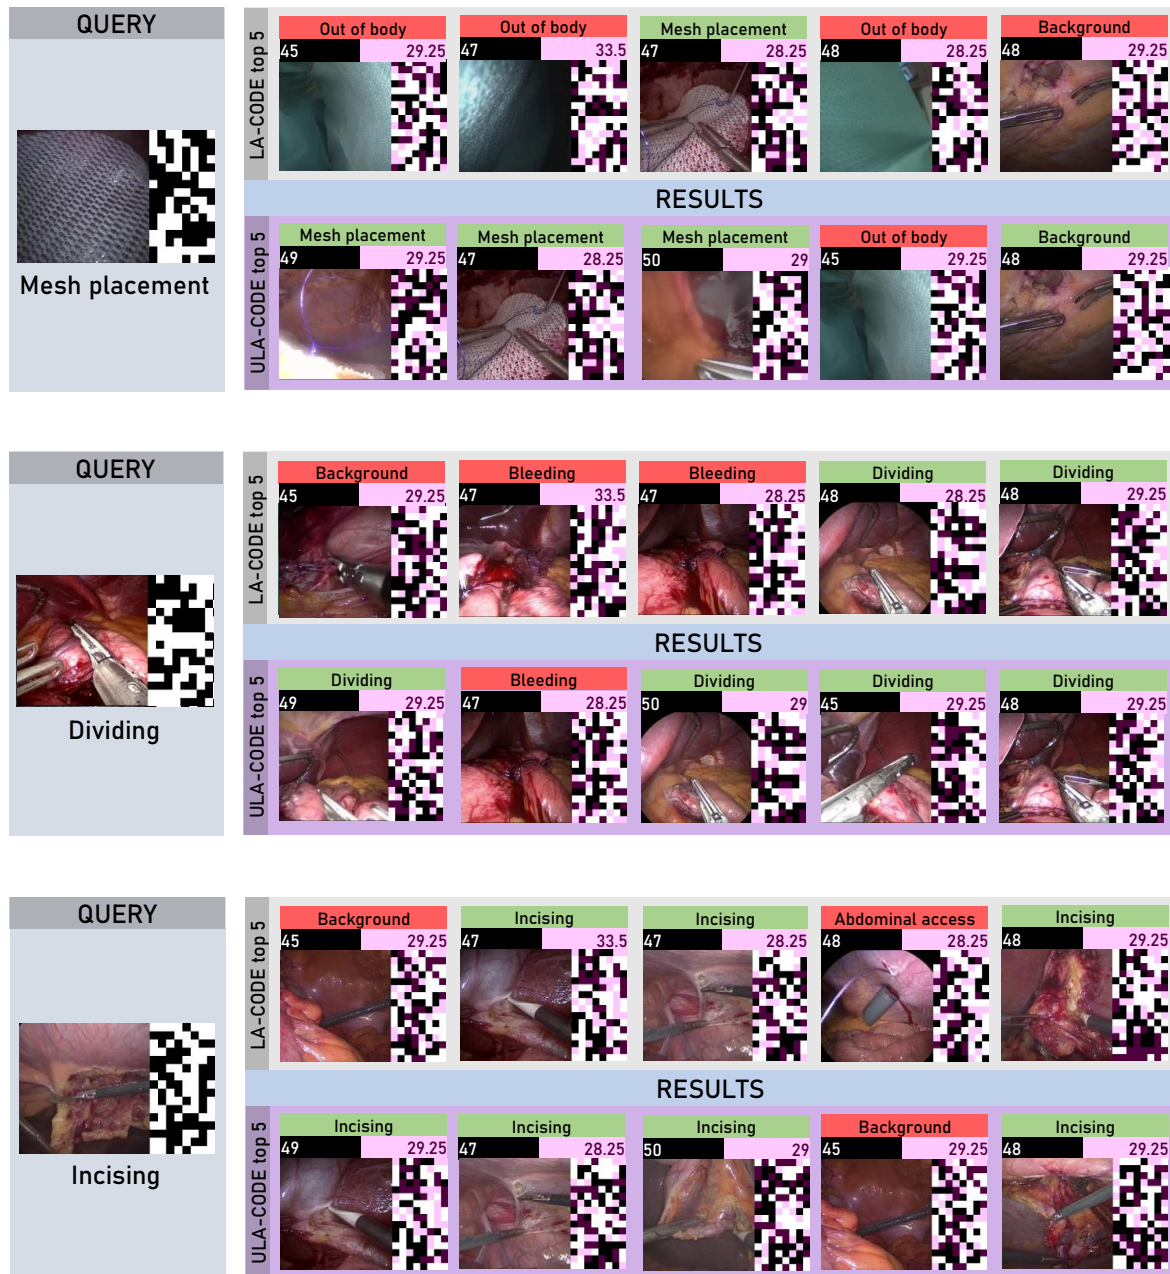 QUERY
Mesh placement
LA-CODE top 5
Out of body
45 29.25
Out of body
47 33.5
Mesh placement
47 28.25
Out of body
48 28.25
Background
48 29.25
RESULTS
ULA-CODE top 5
Mesh placement
49 29.25
Mesh placement
47 28.25
Mesh placement
50 29
Out of body
45 29.25
Background
48 29.25
QUERY
Dividing
LA-CODE top 5
Background
45 29.25
Bleeding
47 33.5
Bleeding
47 28.25
Dividing
48 28.25
Dividing
48 29.25
RESULTS
ULA-CODE top 5
Dividing
49 29.25
Bleeding
47 28.25
Dividing
50 29
Dividing
45 29.25
Dividing
48 29.25
QUERY
Incising
LA-CODE top 5
Background
45 29.25
Incising
47 33.5
Incising
47 28.25
Abdominal access
48 28.25
Incising
48 29.25
RESULTS
ULA-CODE top 5
Incising
49 29.25
Incising
47 28.25
Incising
50 29
Background
45 29.25
Incising
48 29.25